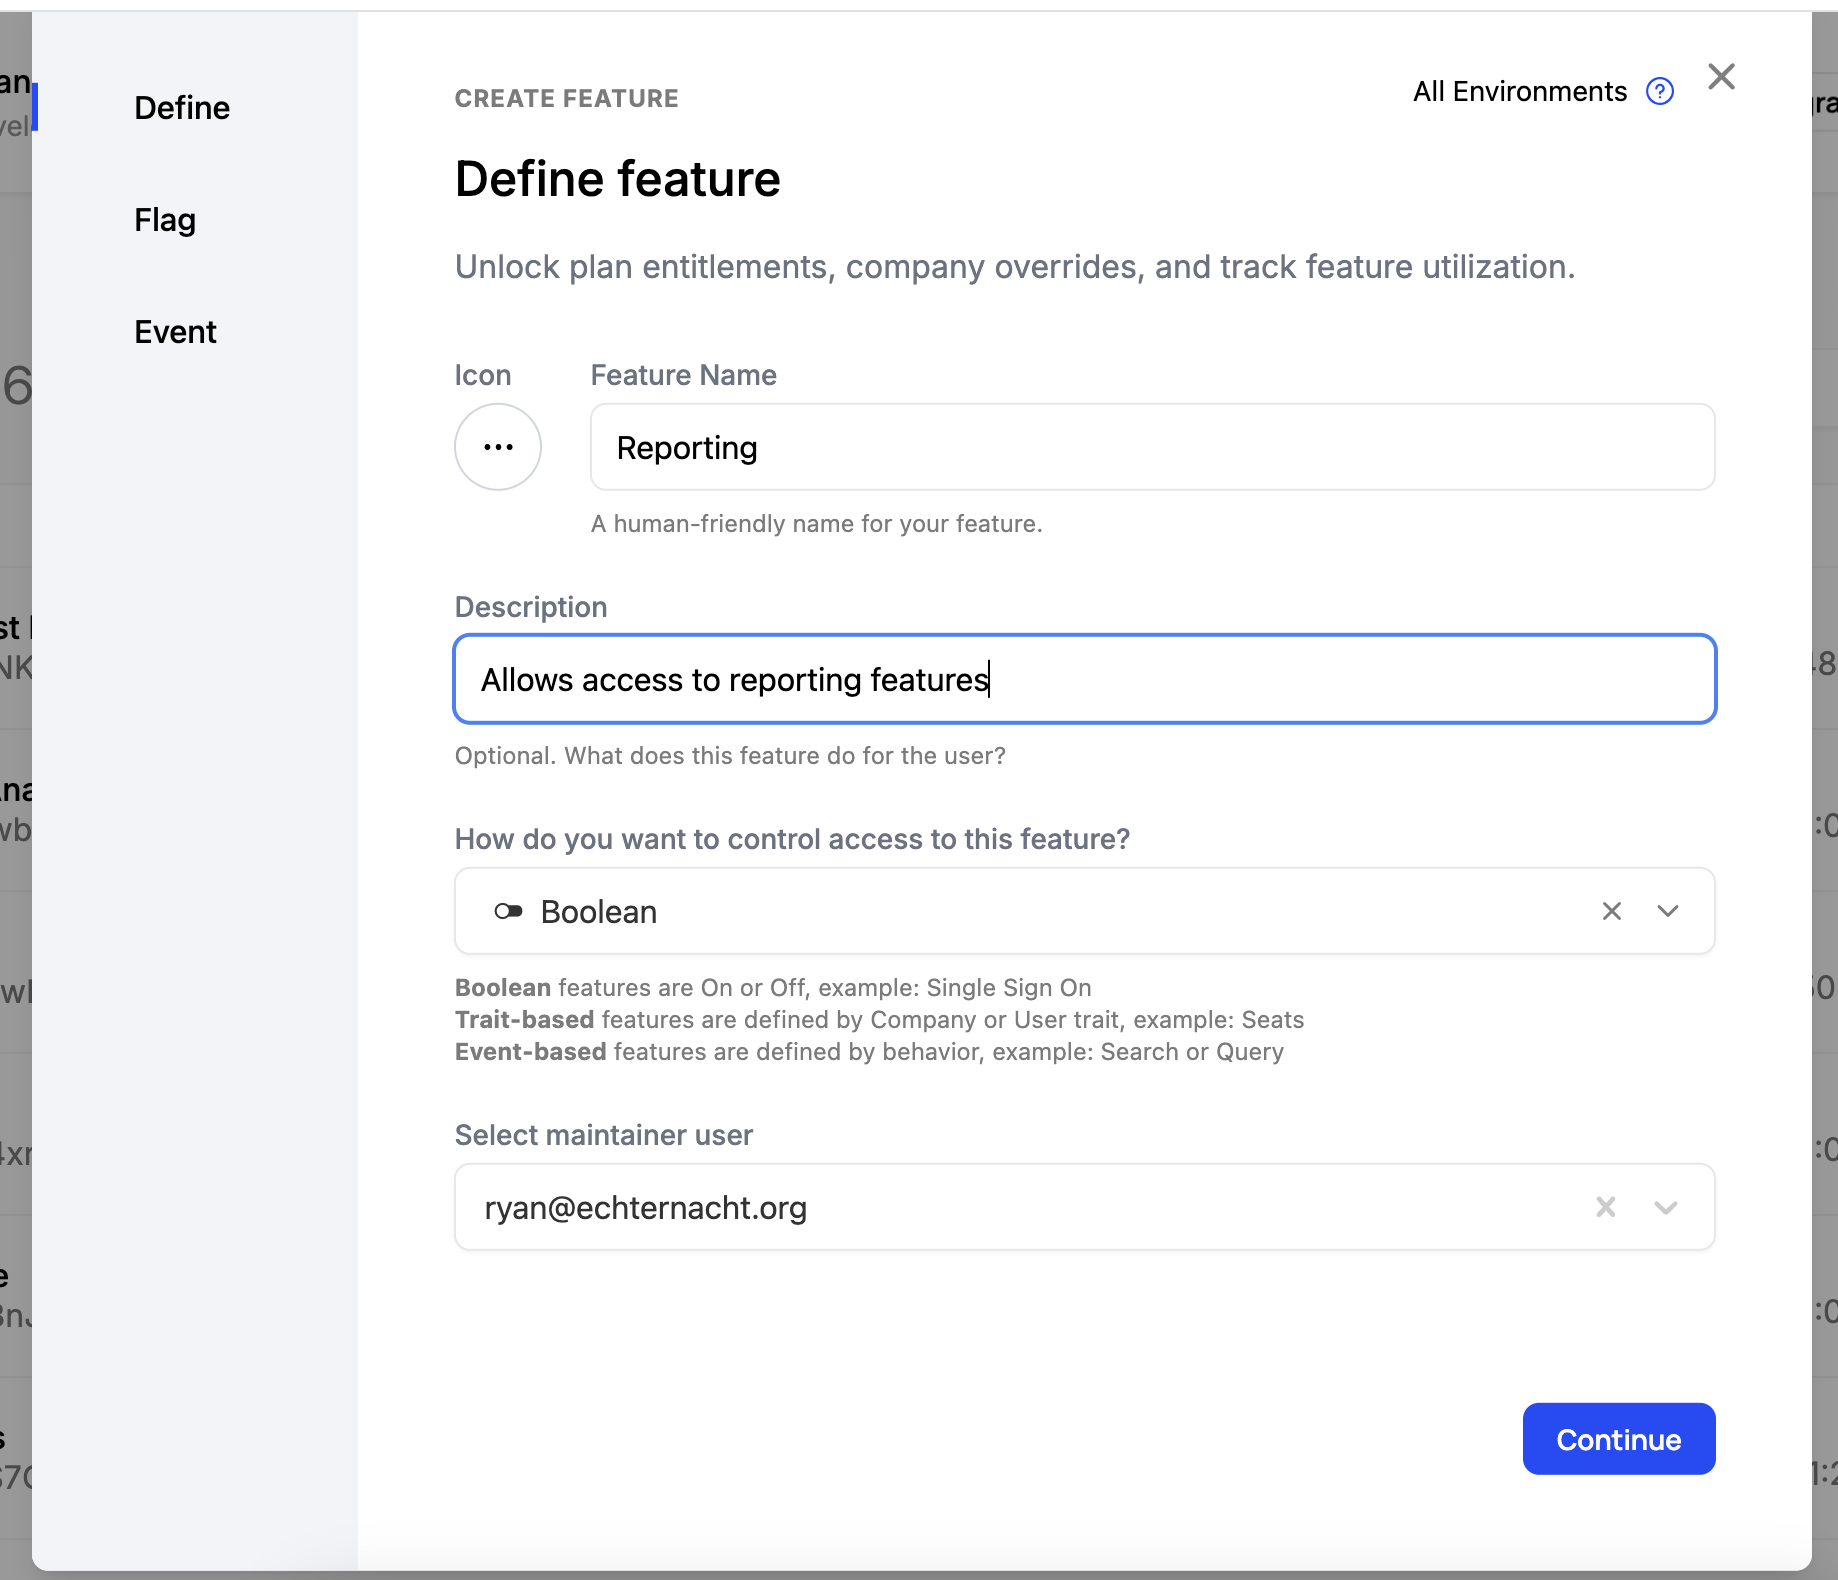 Define
Flag
Event
CREATE FEATURE
All Environments
Define feature
Unlock plan entitlements, company overrides, and track feature utilization.
Icon
Feature Name
Reporting
A human-friendly name for your feature.
Description
Allows access to reporting features
Optional. What does this feature do for the user?
How do you want to control access to this feature?
Boolean
Boolean features are On or Off, example: Single Sign On
Trait-based features are defined by Company or User trait, example: Seats
Event-based features are defined by behavior, example: Search or Query
Select maintainer user
ryan@echternacht.org
Continue